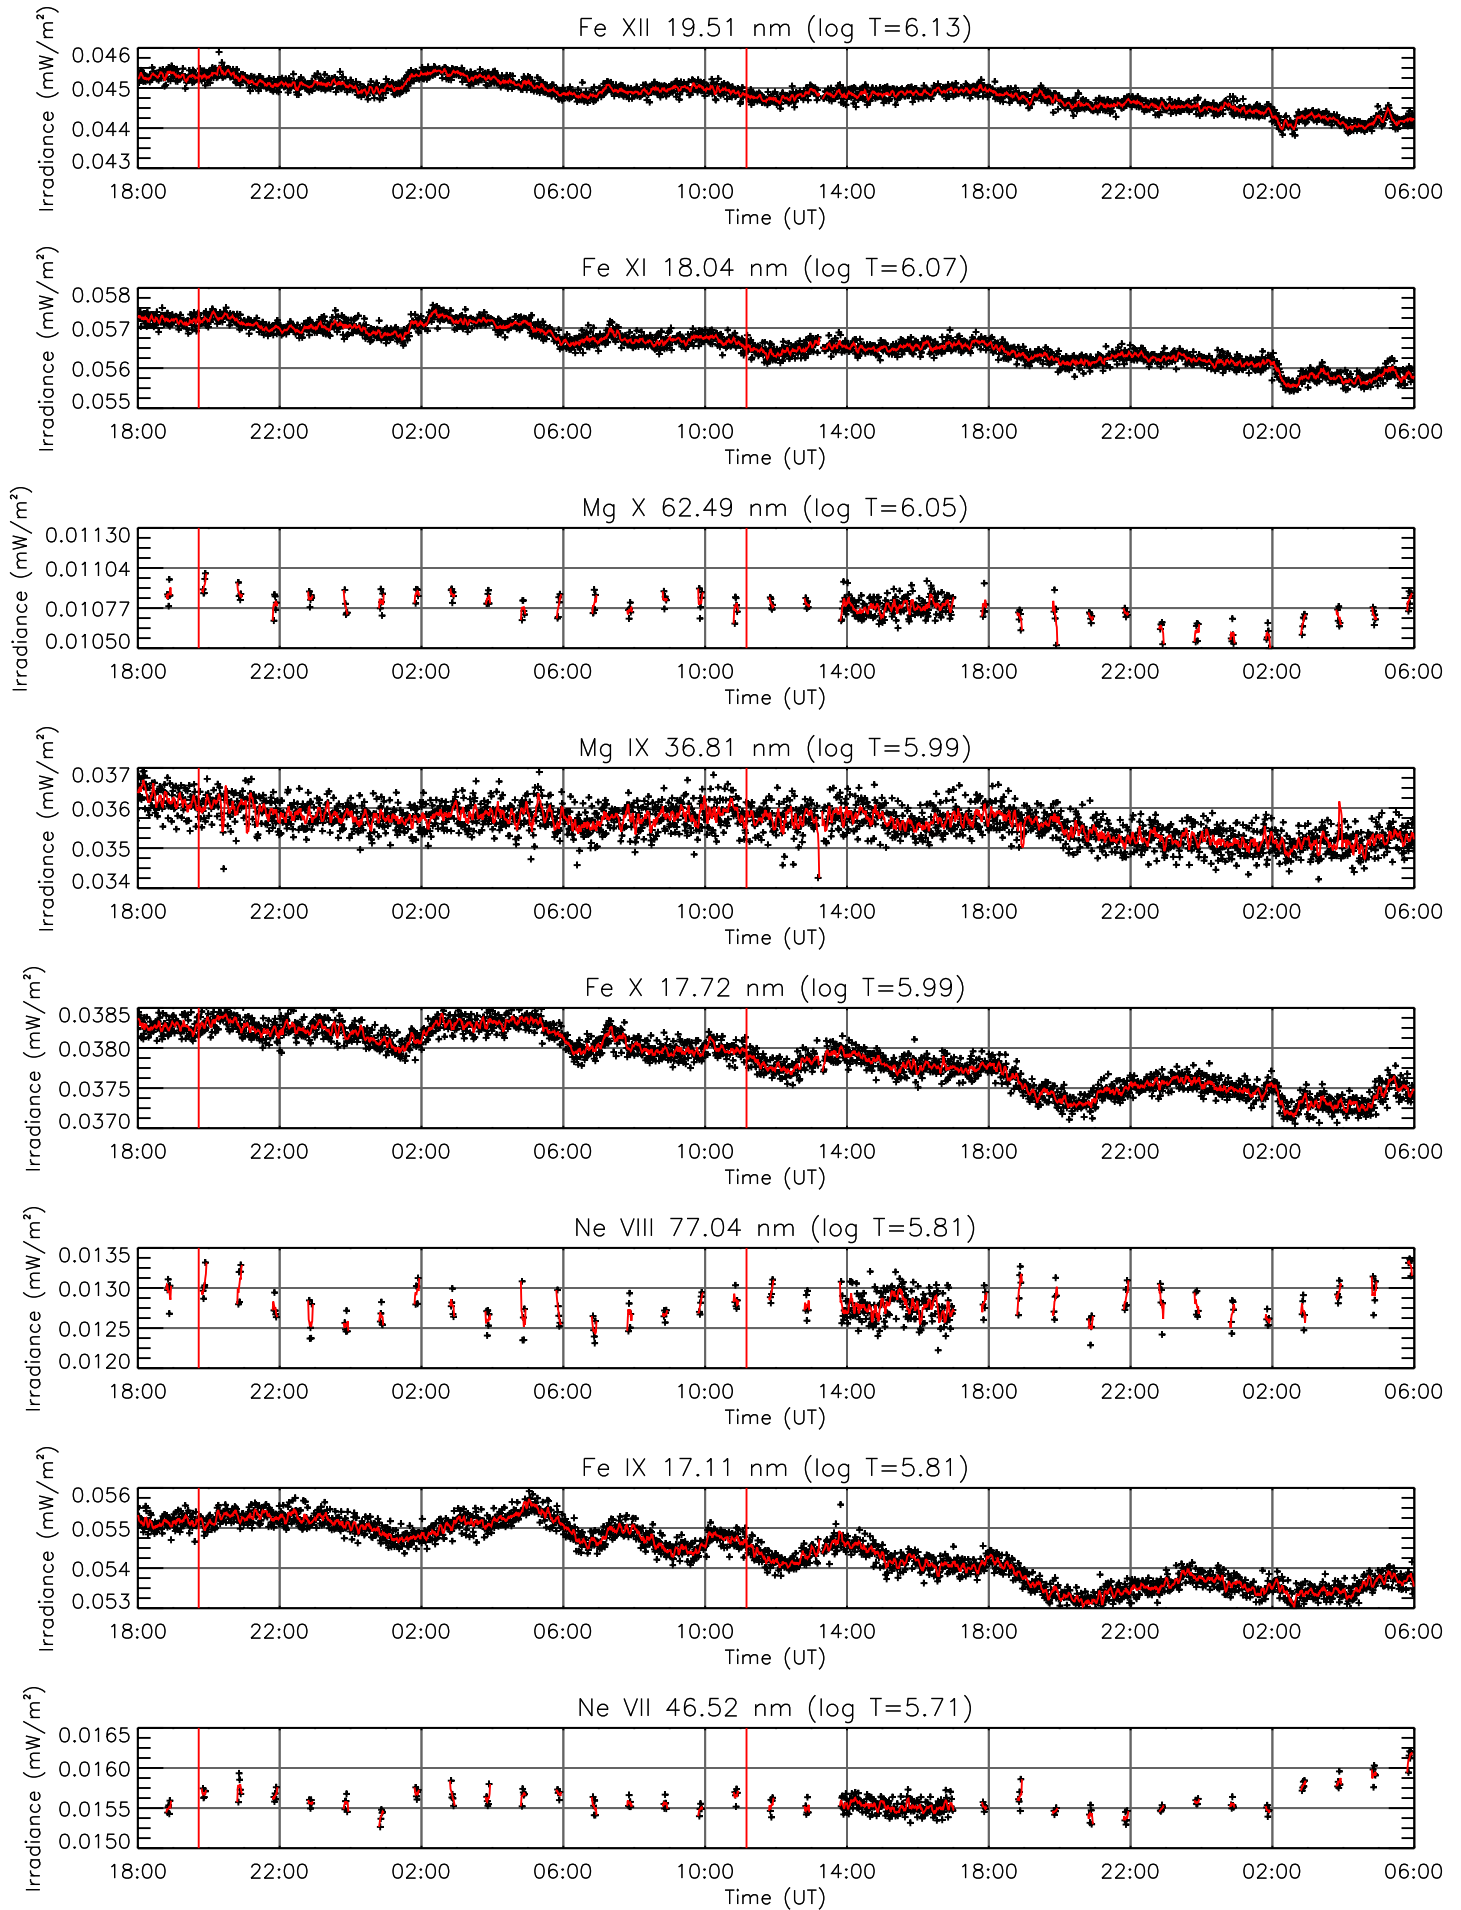 Fe XII 19.51 nm (log T=6.13)
Irradiance (mW/m²)
0.046
0.045
0.044
0.043
18:00 22:00 02:00 06:00 10:00 14:00 18:00 22:00 02:00 06:00
Time (UT)
Fe XI 18.04 nm (log T=6.07)
Irradiance (mW/m²)
0.058
0.057
0.056
0.055
18:00 22:00 02:00 06:00 10:00 14:00 18:00 22:00 02:00 06:00
Time (UT)
Mg X 62.49 nm (log T=6.05)
Irradiance (mW/m²)
0.01130
0.01104
0.01077
0.01050
18:00 22:00 02:00 06:00 10:00 14:00 18:00 22:00 02:00 06:00
Time (UT)
Mg IX 36.81 nm (log T=5.99)
Irradiance (mW/m²)
0.037
0.036
0.035
0.034
18:00 22:00 02:00 06:00 10:00 14:00 18:00 22:00 02:00 06:00
Time (UT)
Fe X 17.72 nm (log T=5.99)
Irradiance (mW/m²)
0.0385
0.0380
0.0375
0.0370
18:00 22:00 02:00 06:00 10:00 14:00 18:00 22:00 02:00 06:00
Time (UT)
Ne VIII 77.04 nm (log T=5.81)
Irradiance (mW/m²)
0.0135
0.0130
0.0125
0.0120
18:00 22:00 02:00 06:00 10:00 14:00 18:00 22:00 02:00 06:00
Time (UT)
Fe IX 17.11 nm (log T=5.81)
Irradiance (mW/m²)
0.056
0.055
0.054
0.053
18:00 22:00 02:00 06:00 10:00 14:00 18:00 22:00 02:00 06:00
Time (UT)
Ne VII 46.52 nm (log T=5.71)
Irradiance (mW/m²)
0.0165
0.0160
0.0155
0.0150
18:00 22:00 02:00 06:00 10:00 14:00 18:00 22:00 02:00 06:00
Time (UT)